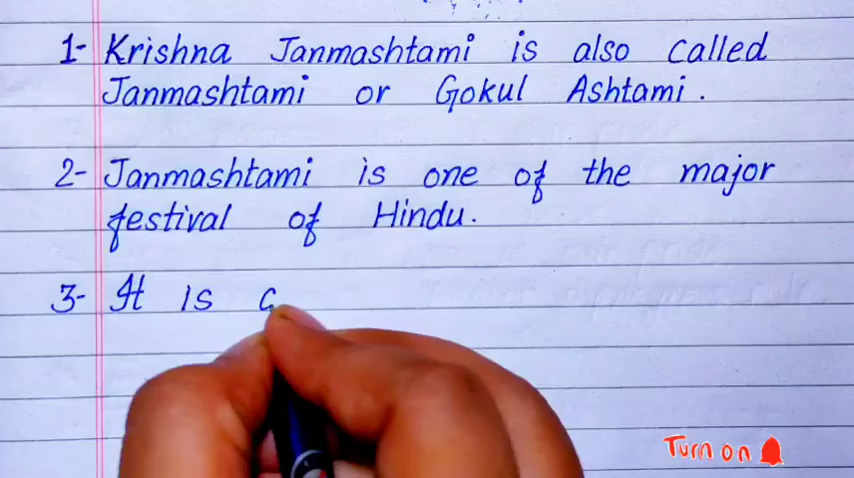 1- Krishna Janmashtami is also called
Janmashtami or Gokul Ashtami.
2- Janmashtami is one of the major
festival of Hindu.
3- It is
Turn on